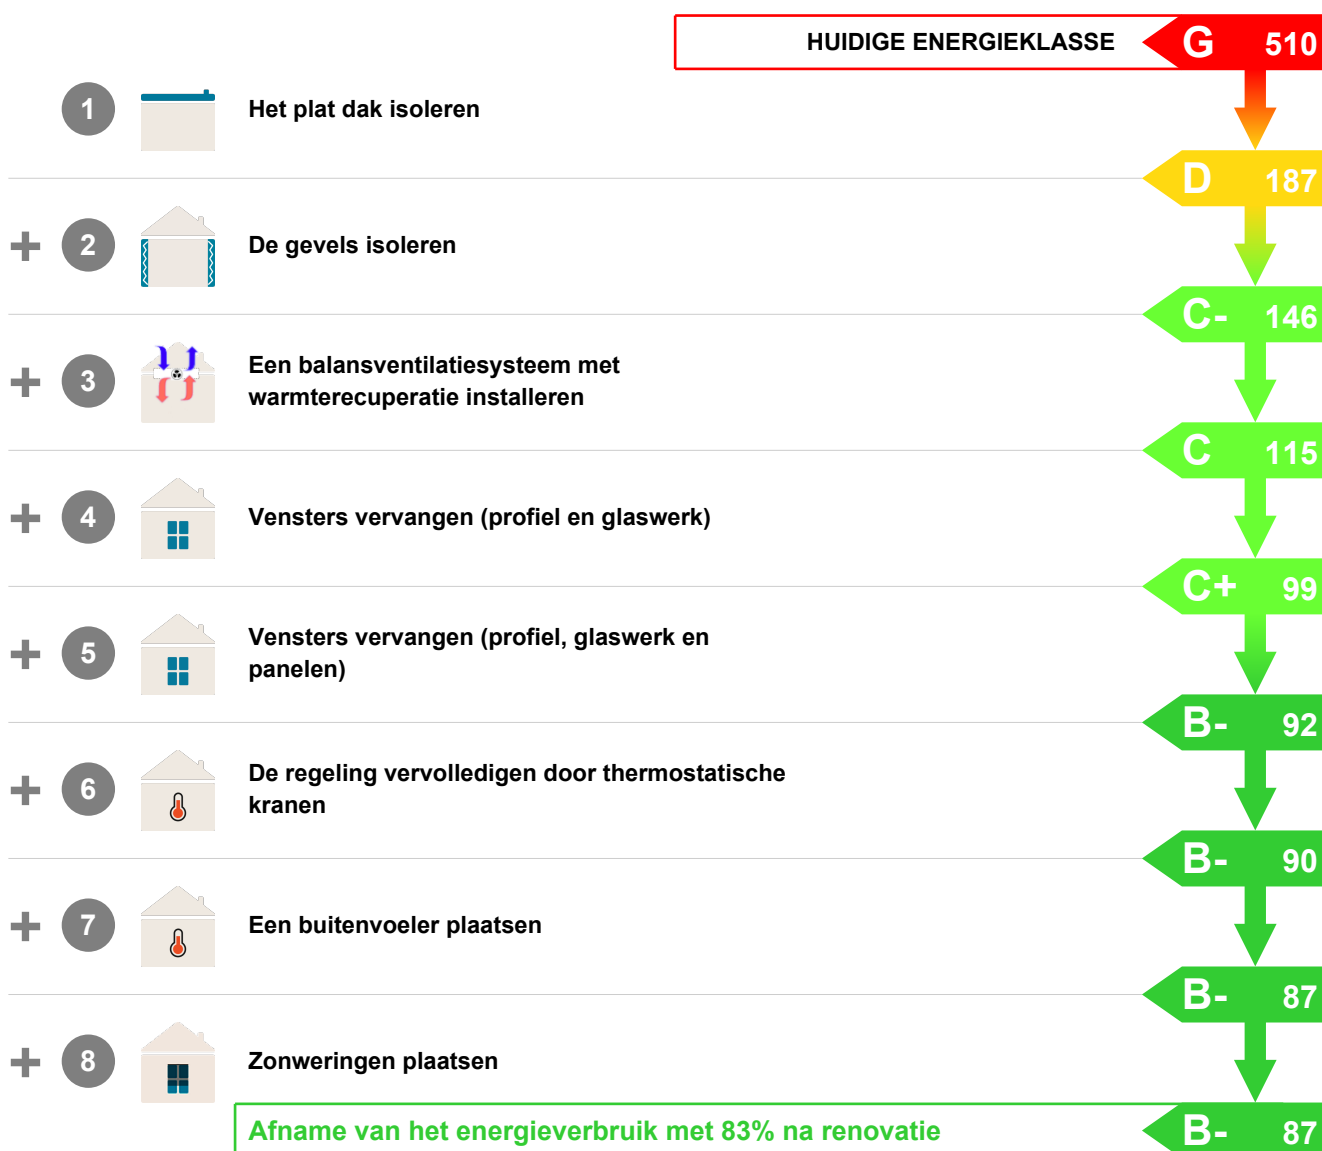 HUIDIGE ENERGIEKLASSE G 510
1 Het plat dak isoleren
D 187
+ 2 De gevels isoleren
C- 146
+ 3 Een balansventilatiesysteem met
warmterecuperatie installeren
C 115
+ 4 Vensters vervangen (profiel en glaswerk)
C+ 99
+ 5 Vensters vervangen (profiel, glaswerk en
panelen)
B- 92
+ 6 De regeling vervolledigen door thermostatische
kranen
B- 90
+ 7 Een buitenvoeler plaatsen
B- 87
+ 8 Zonweringen plaatsen
Afname van het energieverbruik met 83% na renovatie B- 87